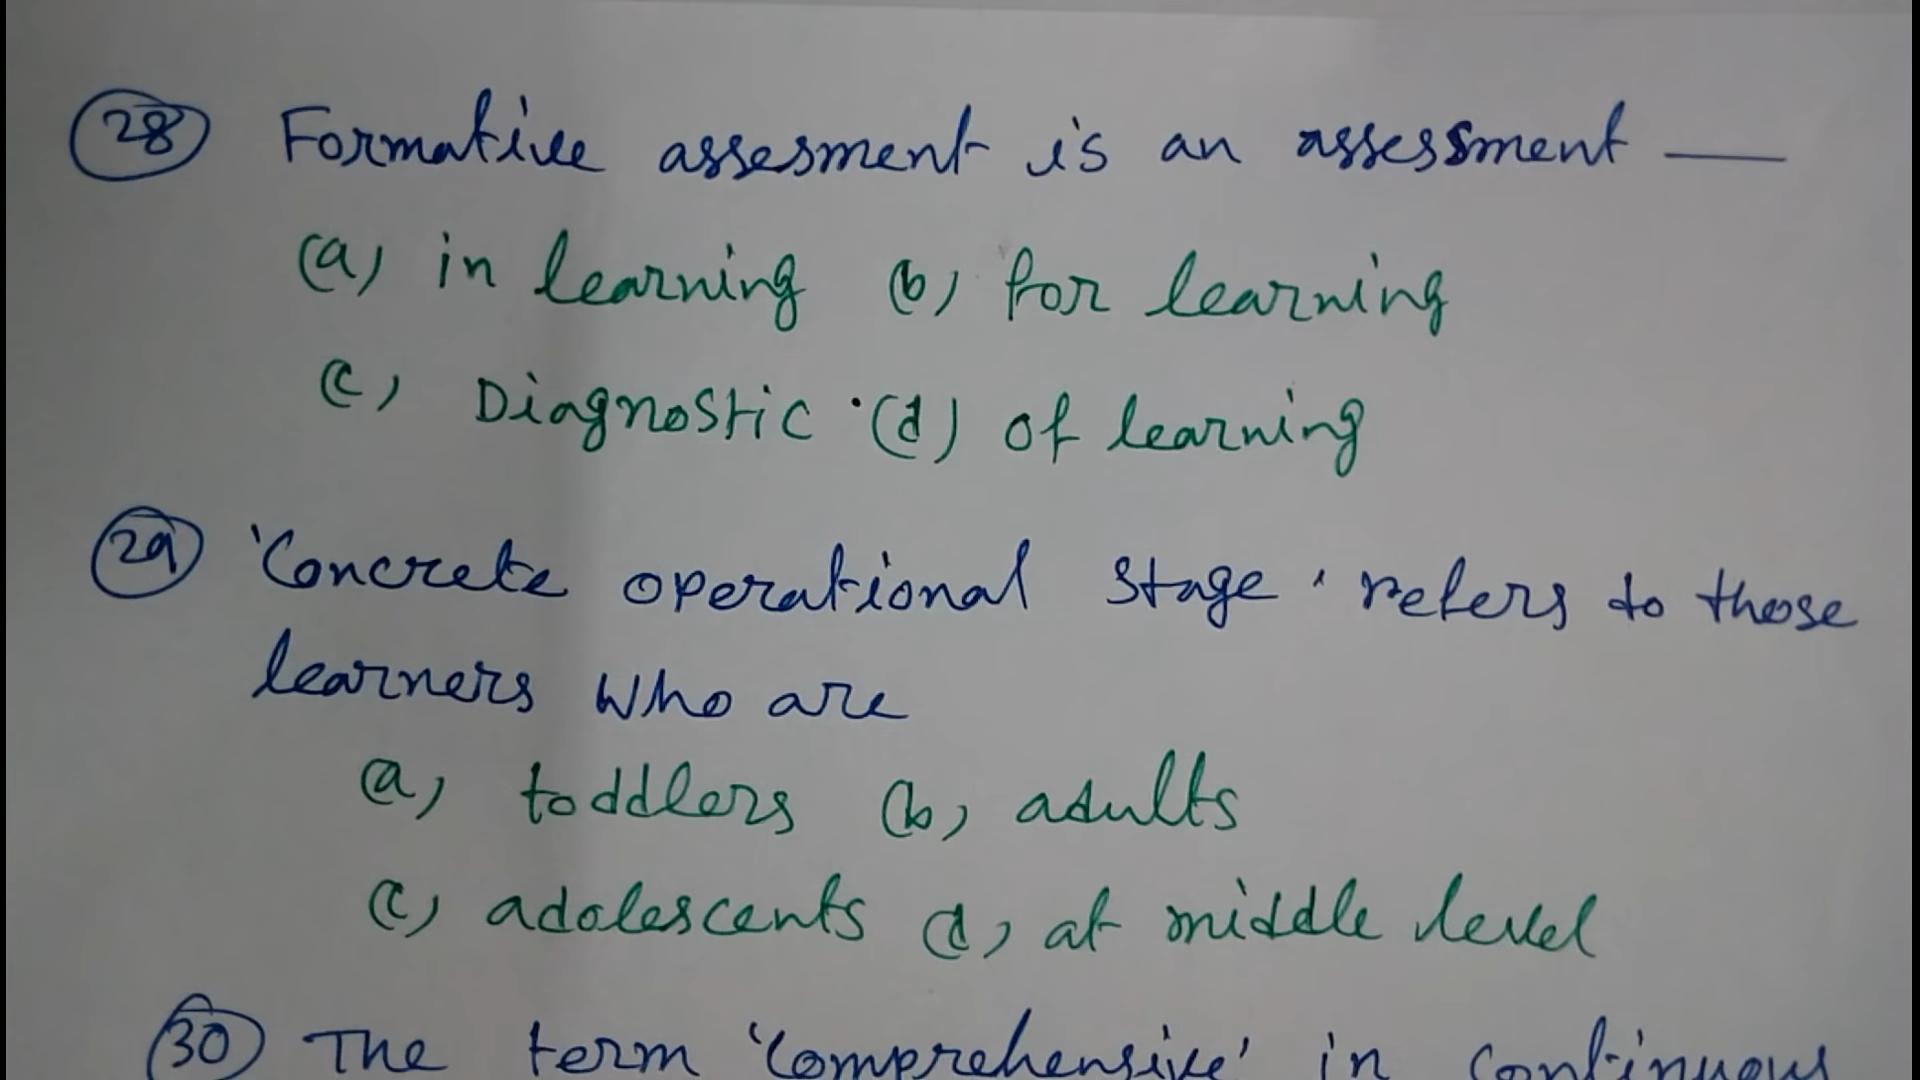 28 Formative assesment is an assessment —
(a) in learning (b) for learning
(c) Diagnostic (d) of learning
29 'Concrete operational stage' refers to those
learners who are
(a) toddlers (b) adults
(c) adolescents (d) at middle level
30 The term 'comprehensive' in continuous